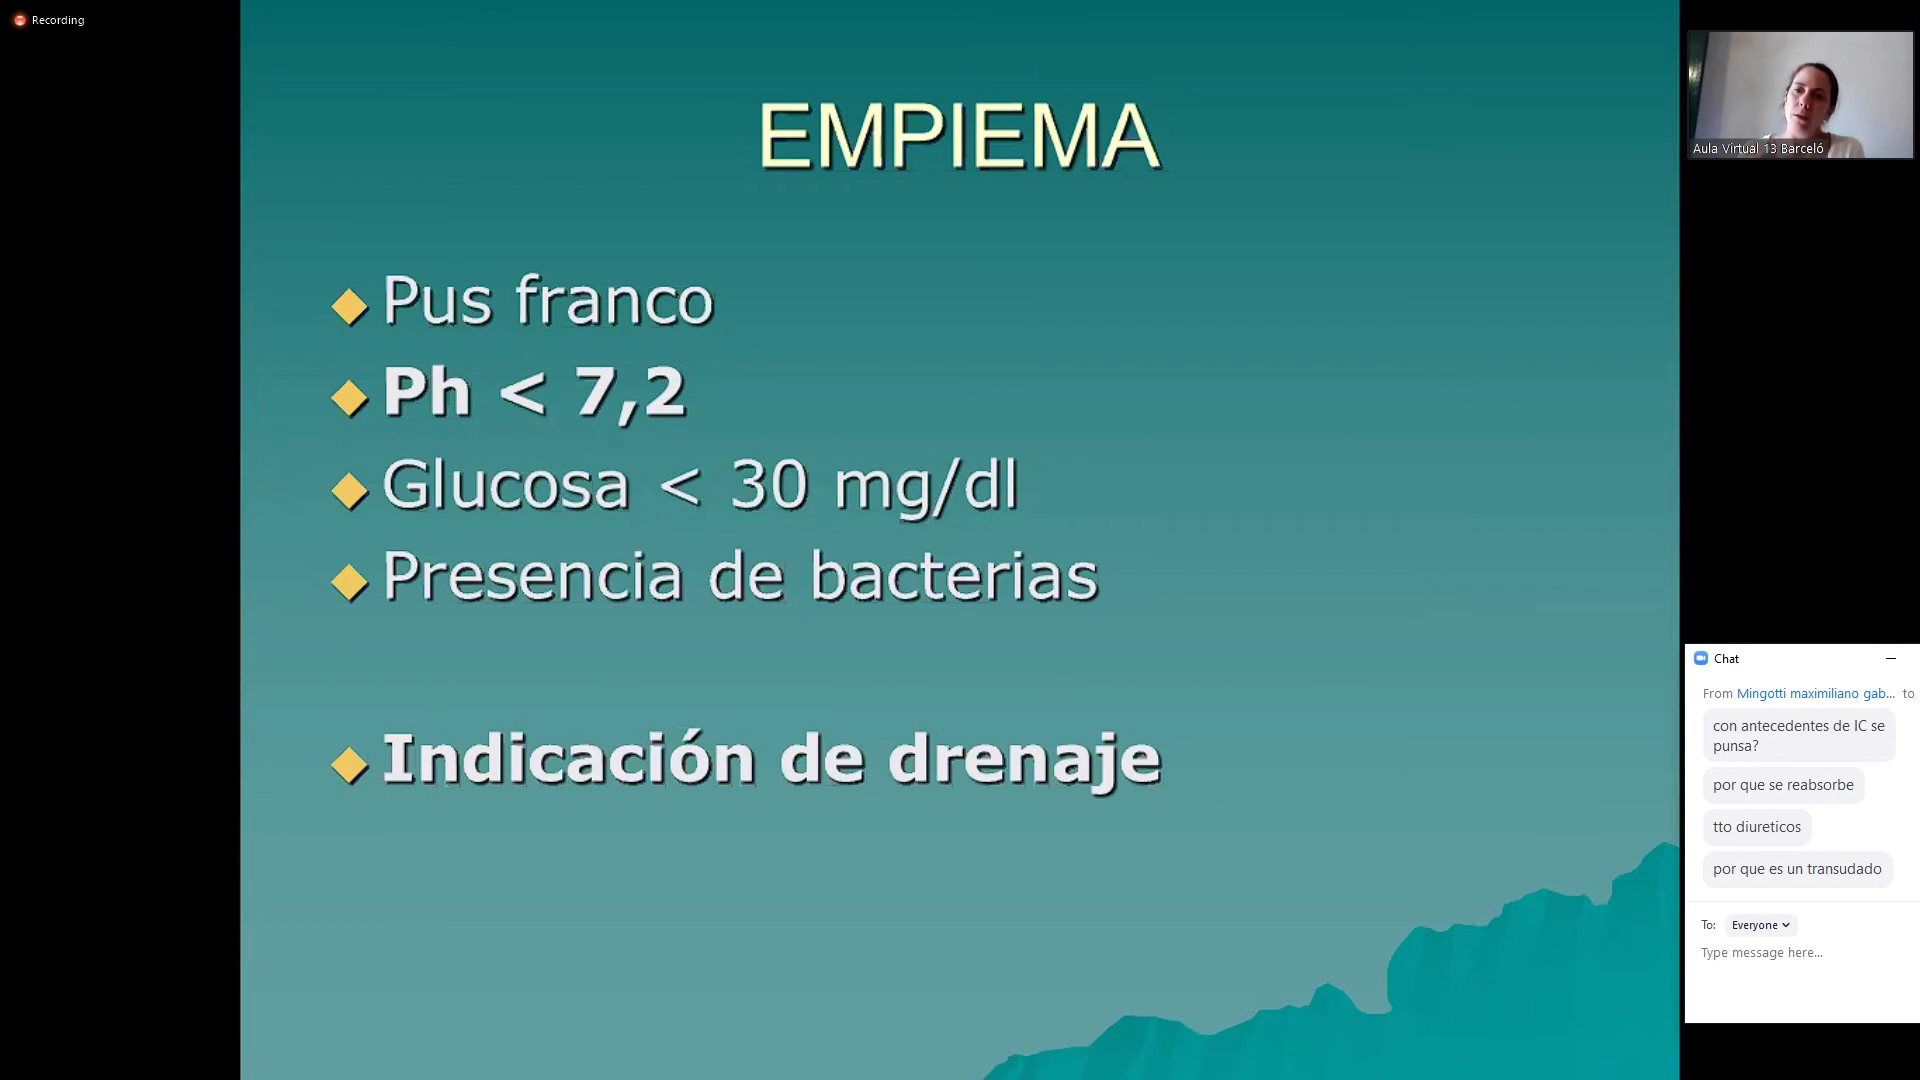 Recording
EMPIEMA
Pus franco
Ph < 7,2
Glucosa < 30 mg/dl
Presencia de bacterias
Indicación de drenaje
Aula Virtual 13 Barceló
Chat
From Mingotti maximiliano gab... to
con antecedentes de IC se
punsa?
por que se reabsorbe
tto diureticos
por que es un transudado
To: Everyone
Type message here...